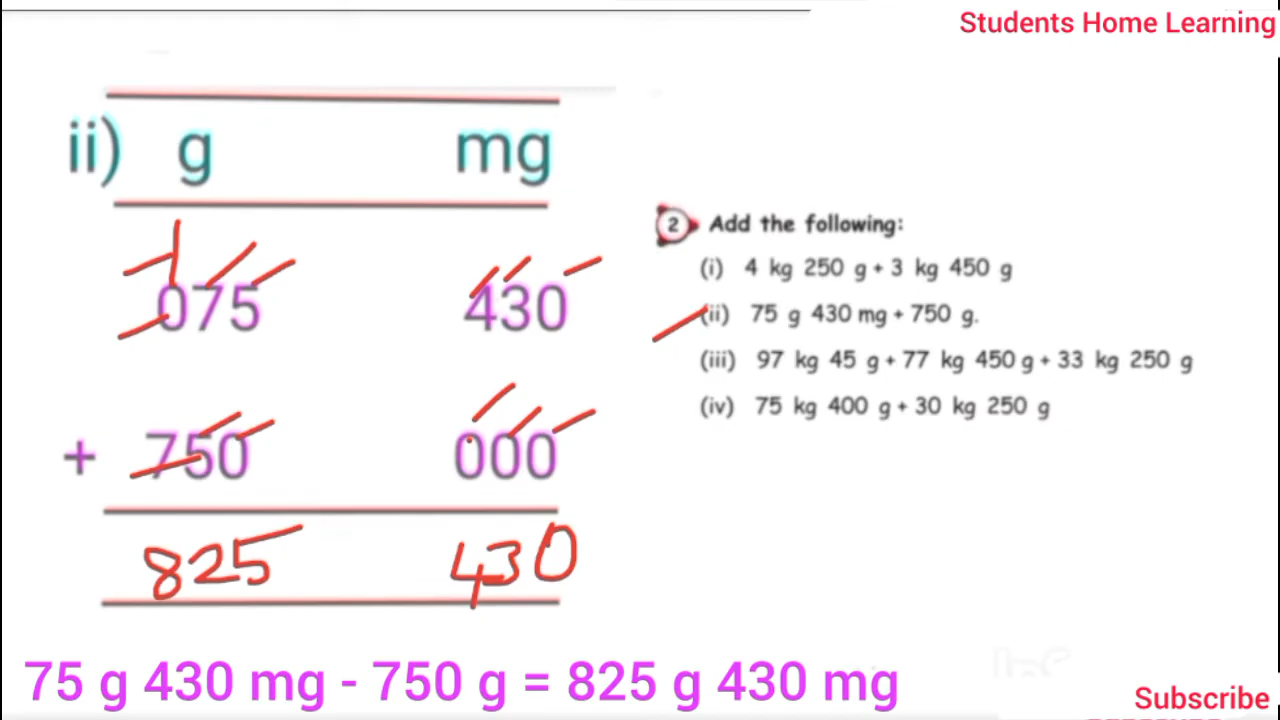 Students Home Learning
ii) g mg
1
075 430
+ 750 000
825 430
2 Add the following:
(i) 4 kg 250 g + 3 kg 450 g
(ii) 75 g 430 mg + 750 g.
(iii) 97 kg 45 g + 77 kg 450 g + 33 kg 250 g
(iv) 75 kg 400 g + 30 kg 250 g
75 g 430 mg - 750 g = 825 g 430 mg
Subscribe